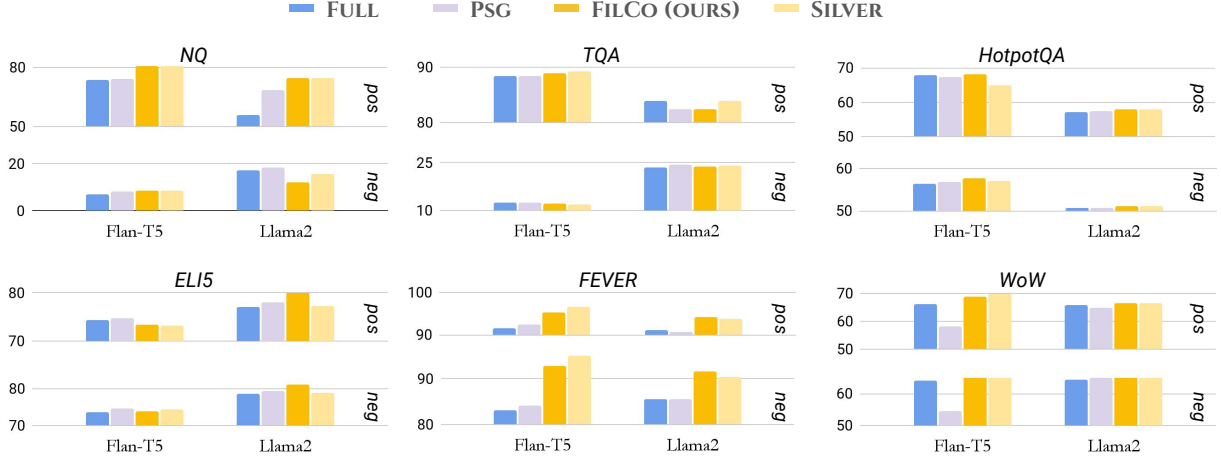 FULL PSG FILCO (OURS) SILVER
NQ TQA HotpotQA
80 90 70
pos pos 60 pos
50 80 50
20 25 60
neg neg neg
0 10 50
Flan-T5 Llama2 Flan-T5 Llama2 Flan-T5 Llama2
ELI5 FEVER WoW
80 100 70
pos pos 60 pos
70 90 50
80 90 60
neg neg neg
70 80 50
Flan-T5 Llama2 Flan-T5 Llama2 Flan-T5 Llama2